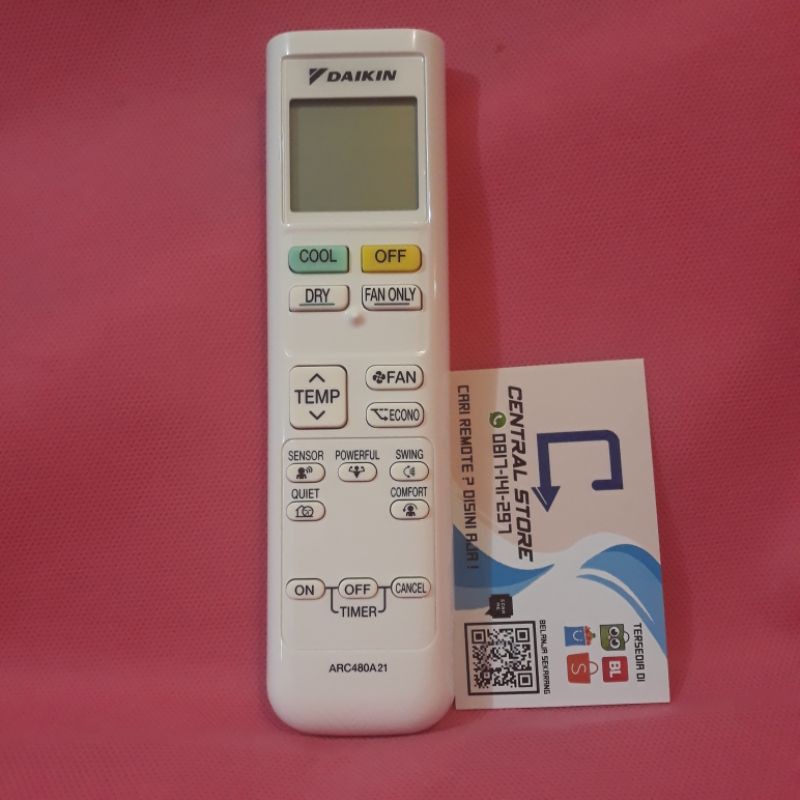 DAIKIN
COOL
OFF
DRY
FAN ONLY
TEMP
FAN
ECONO
SENSOR
POWERFUL
SWING
QUIET
COMFORT
ON
OFF
CANCEL
TIMER
ARC480A21
CENTRAL STORE
0817-141-297
CARI REMOTE ? DISINI AJA !
TERSEDIA DI
BL
BELANJA SEKARANG